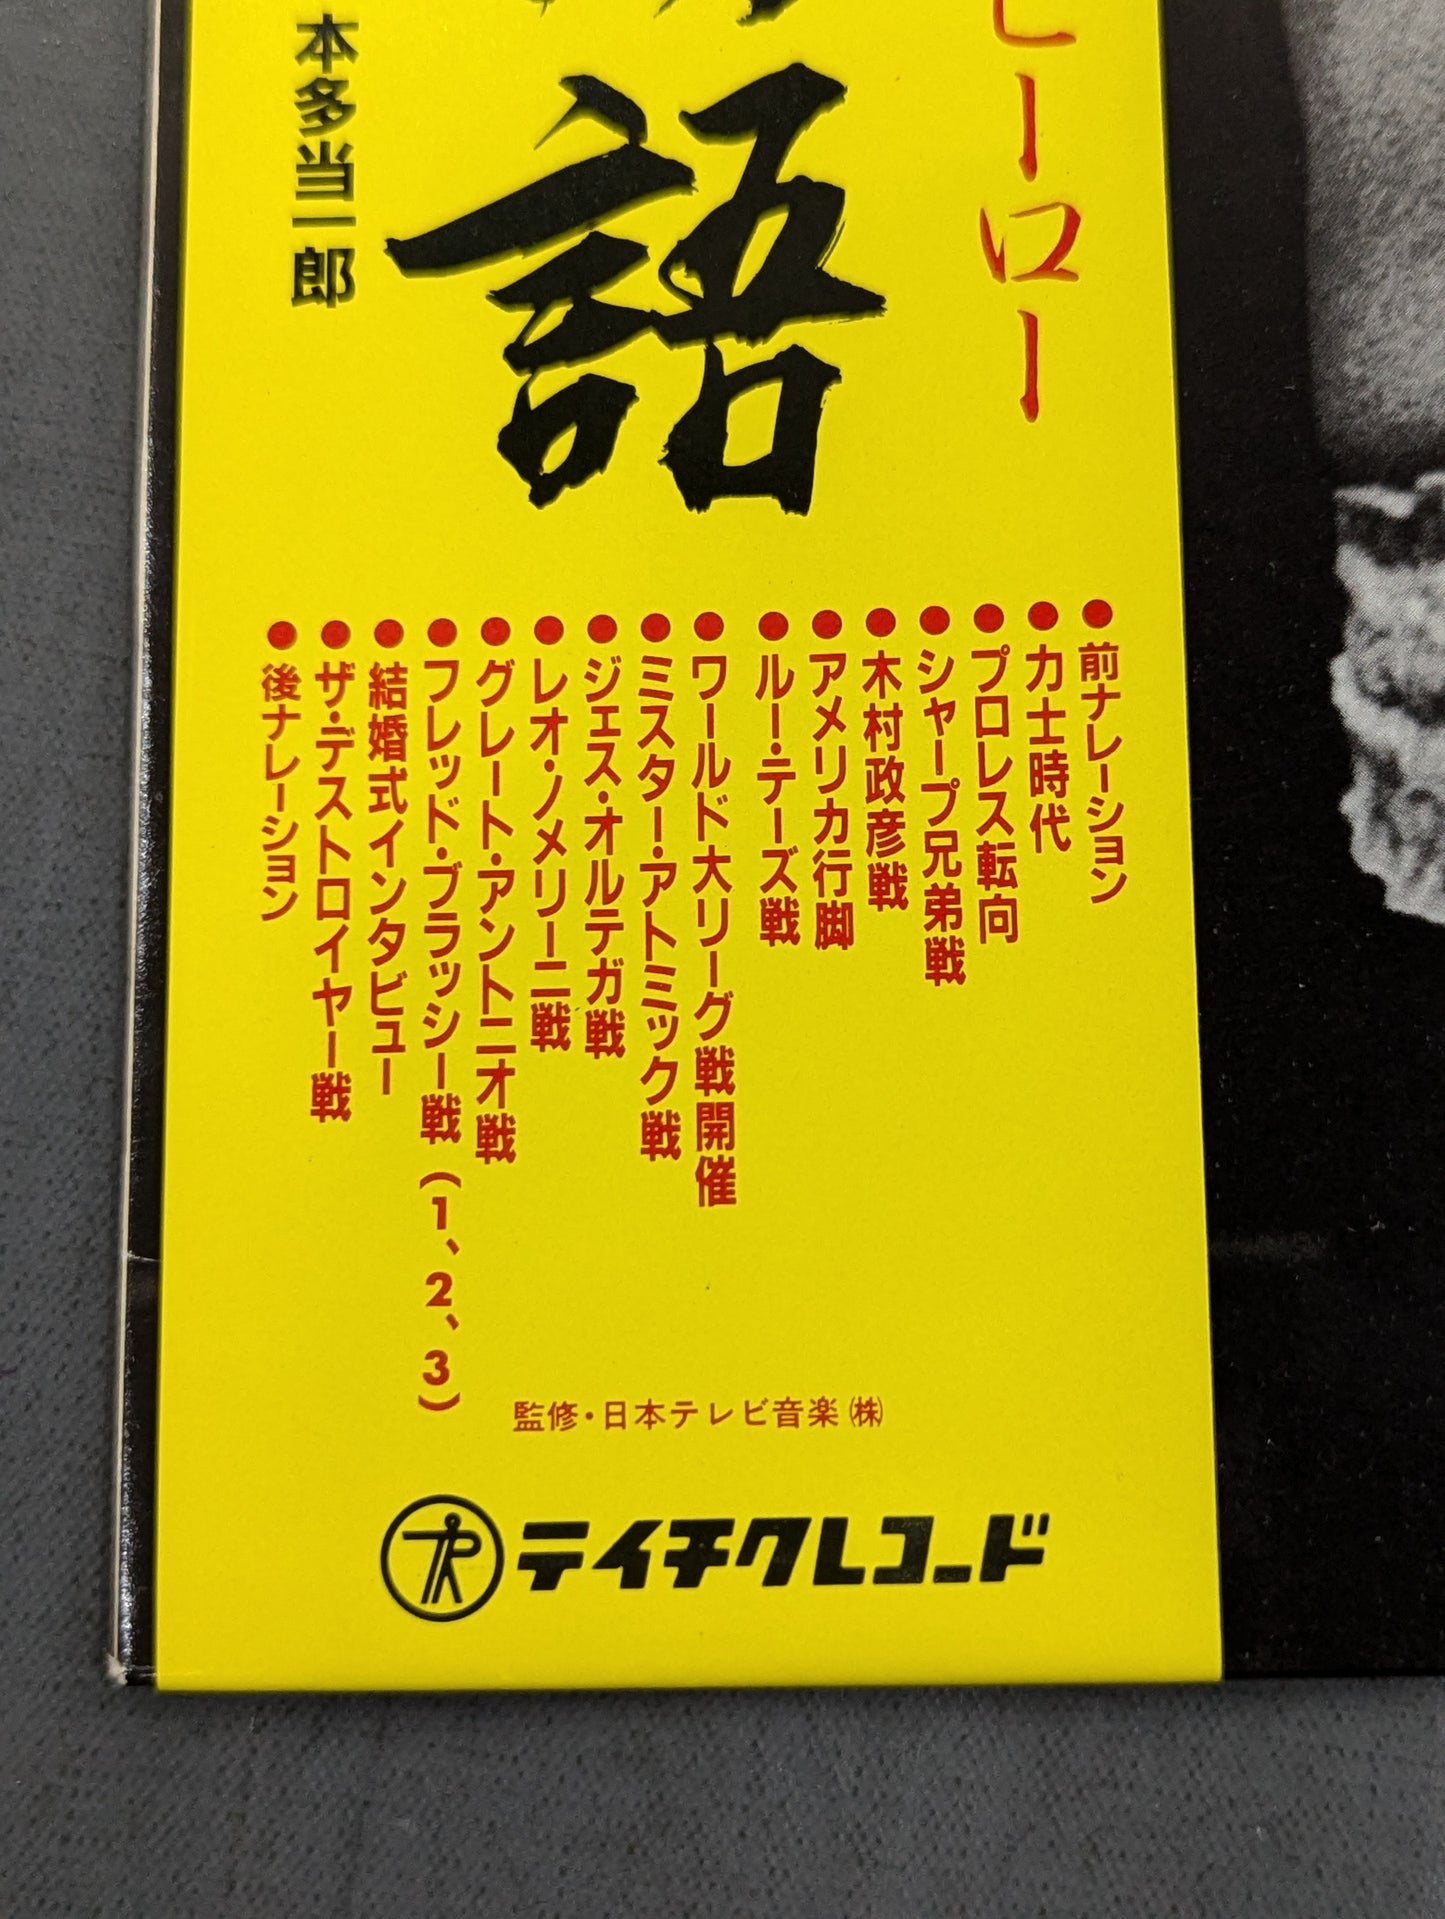 ヒーロー
語
本多当一郎
●前ナレーション
●力士時代
●プロレス転向
●シャープ兄弟戦
●木村政彦戦
●アメリカ行脚
●ルー・テーズ戦
●ワールド大リーグ戦開催
●ミスター・アトミック戦
●ジェス・オルテガ戦
●レオ・ノメリーニ戦
●グレート・アントニオ戦
●フレッド・ブラッシー戦(1、2、3)
●結婚式インタビュー
●ザ・デストロイヤー戦
●後ナレーション
監修・日本テレビ音楽㈱
テイチクレコード